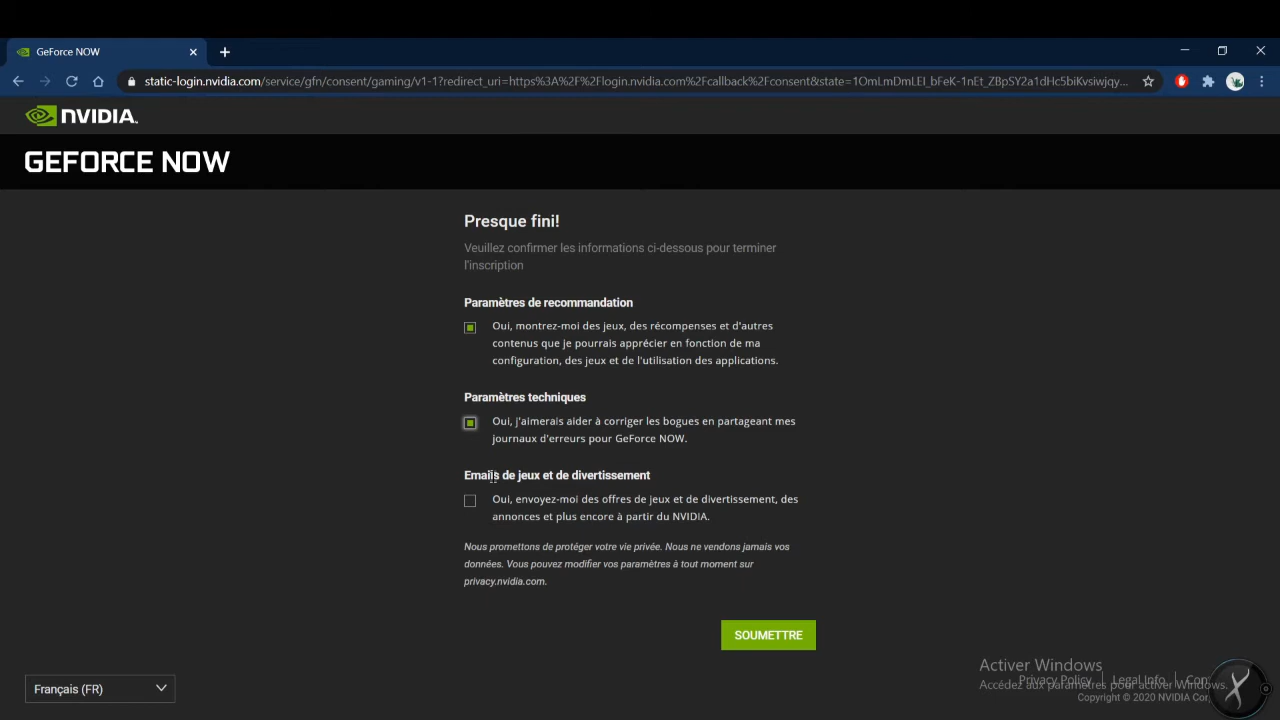 GeForce NOW
static-login.nvidia.com/service/gfn/consent/gaming/v1-1?redirect_uri=https%3A%2F%2Flogin.nvidia.com%2Fcallback%2Fconsent&state=
NVIDIA.
GEFORCE NOW
Presque fini!
Veuillez confirmer les informations ci-dessous pour terminer
l'inscription
Paramètres de recommandation
Oui, montrez-moi des jeux, des récompenses et d'autres
contenus que je pourrais apprécier en fonction de ma
configuration, des jeux et de l'utilisation des applications.
Paramètres techniques
Oui, j'aimerais aider à corriger les bogues en partageant mes
journaux d'erreurs pour GeForce NOW.
Emails de jeux et de divertissement
Oui, envoyez-moi des offres de jeux et de divertissement, des
annonces et plus encore à partir du NVIDIA.
Nous promettons de protéger votre vie privée. Nous ne vendons jamais vos
données. Vous pouvez modifier vos paramètres à tout moment sur
privacy.nvidia.com.
SOUMETTRE
Français (FR)
Activer Windows
Accédez aux paramètres pour activer Windows.
Privacy Policy | Legal Info |
Copyright © 2020 NVIDIA